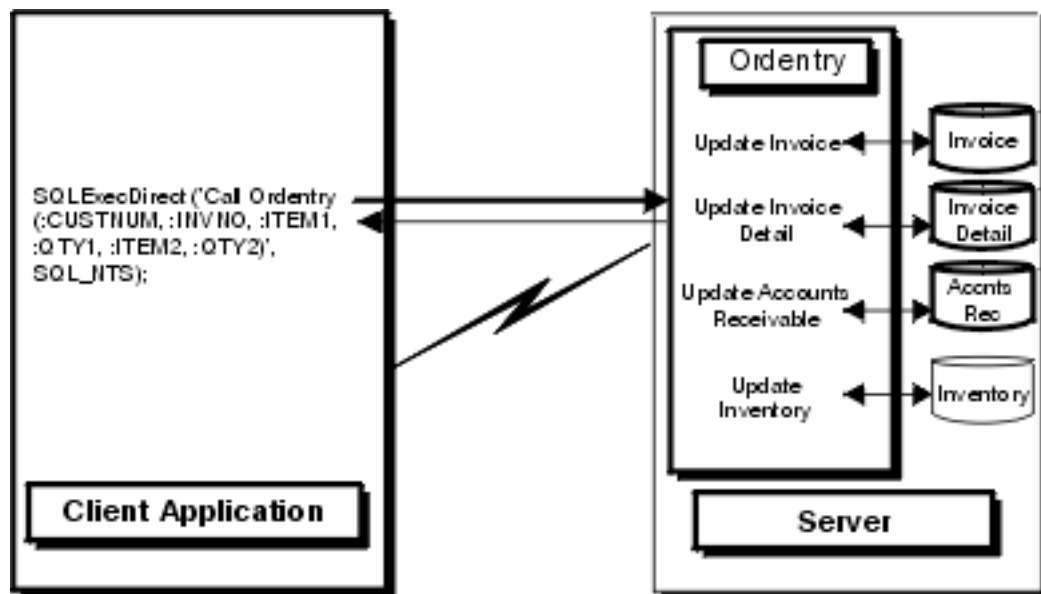 SQLExecDirect ('Call Ordentry
(:CUSTNUM, :INVNO, :ITEM1,
:QTY1, :ITEM2, :QTY2)',
SQL_NTS);
Client Application
Ordentry
Update Invoice
Invoice
Update Invoice
Detail
Invoice
Detail
Update Accounts
Receivable
Accnts
Rec
Update
Inventory
Inventory
Server